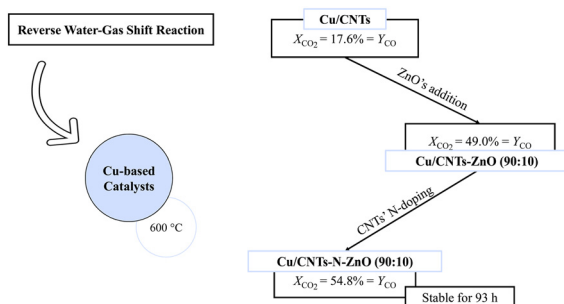 Reverse Water-Gas Shift Reaction
Cu-based
Catalysts
600 °C
Cu/CNTs
X_CO₂ = 17.6% = Y_CO
ZnO's addition
X_CO₂ = 49.0% = Y_CO
Cu/CNTs-ZnO (90:10)
CNTs' N-doping
Cu/CNTs-N-ZnO (90:10)
X_CO₂ = 54.8% = Y_CO
Stable for 93 h